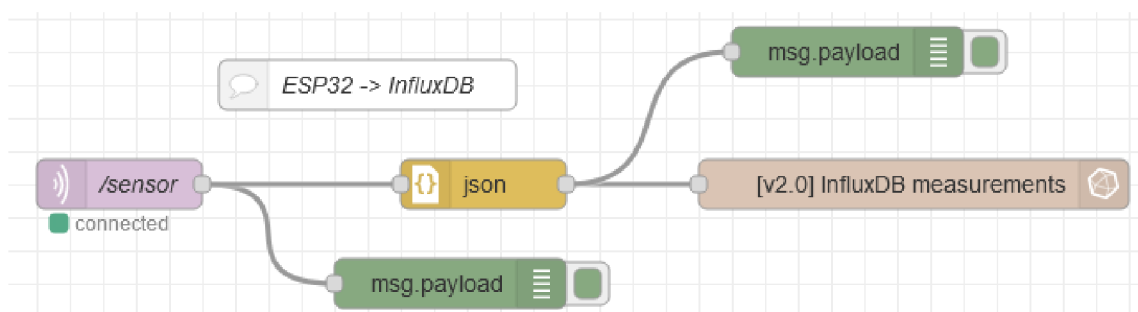 msg.payload
ESP32 -> InfluxDB
/sensor
{} json
[v2.0] InfluxDB measurements
connected
msg.payload